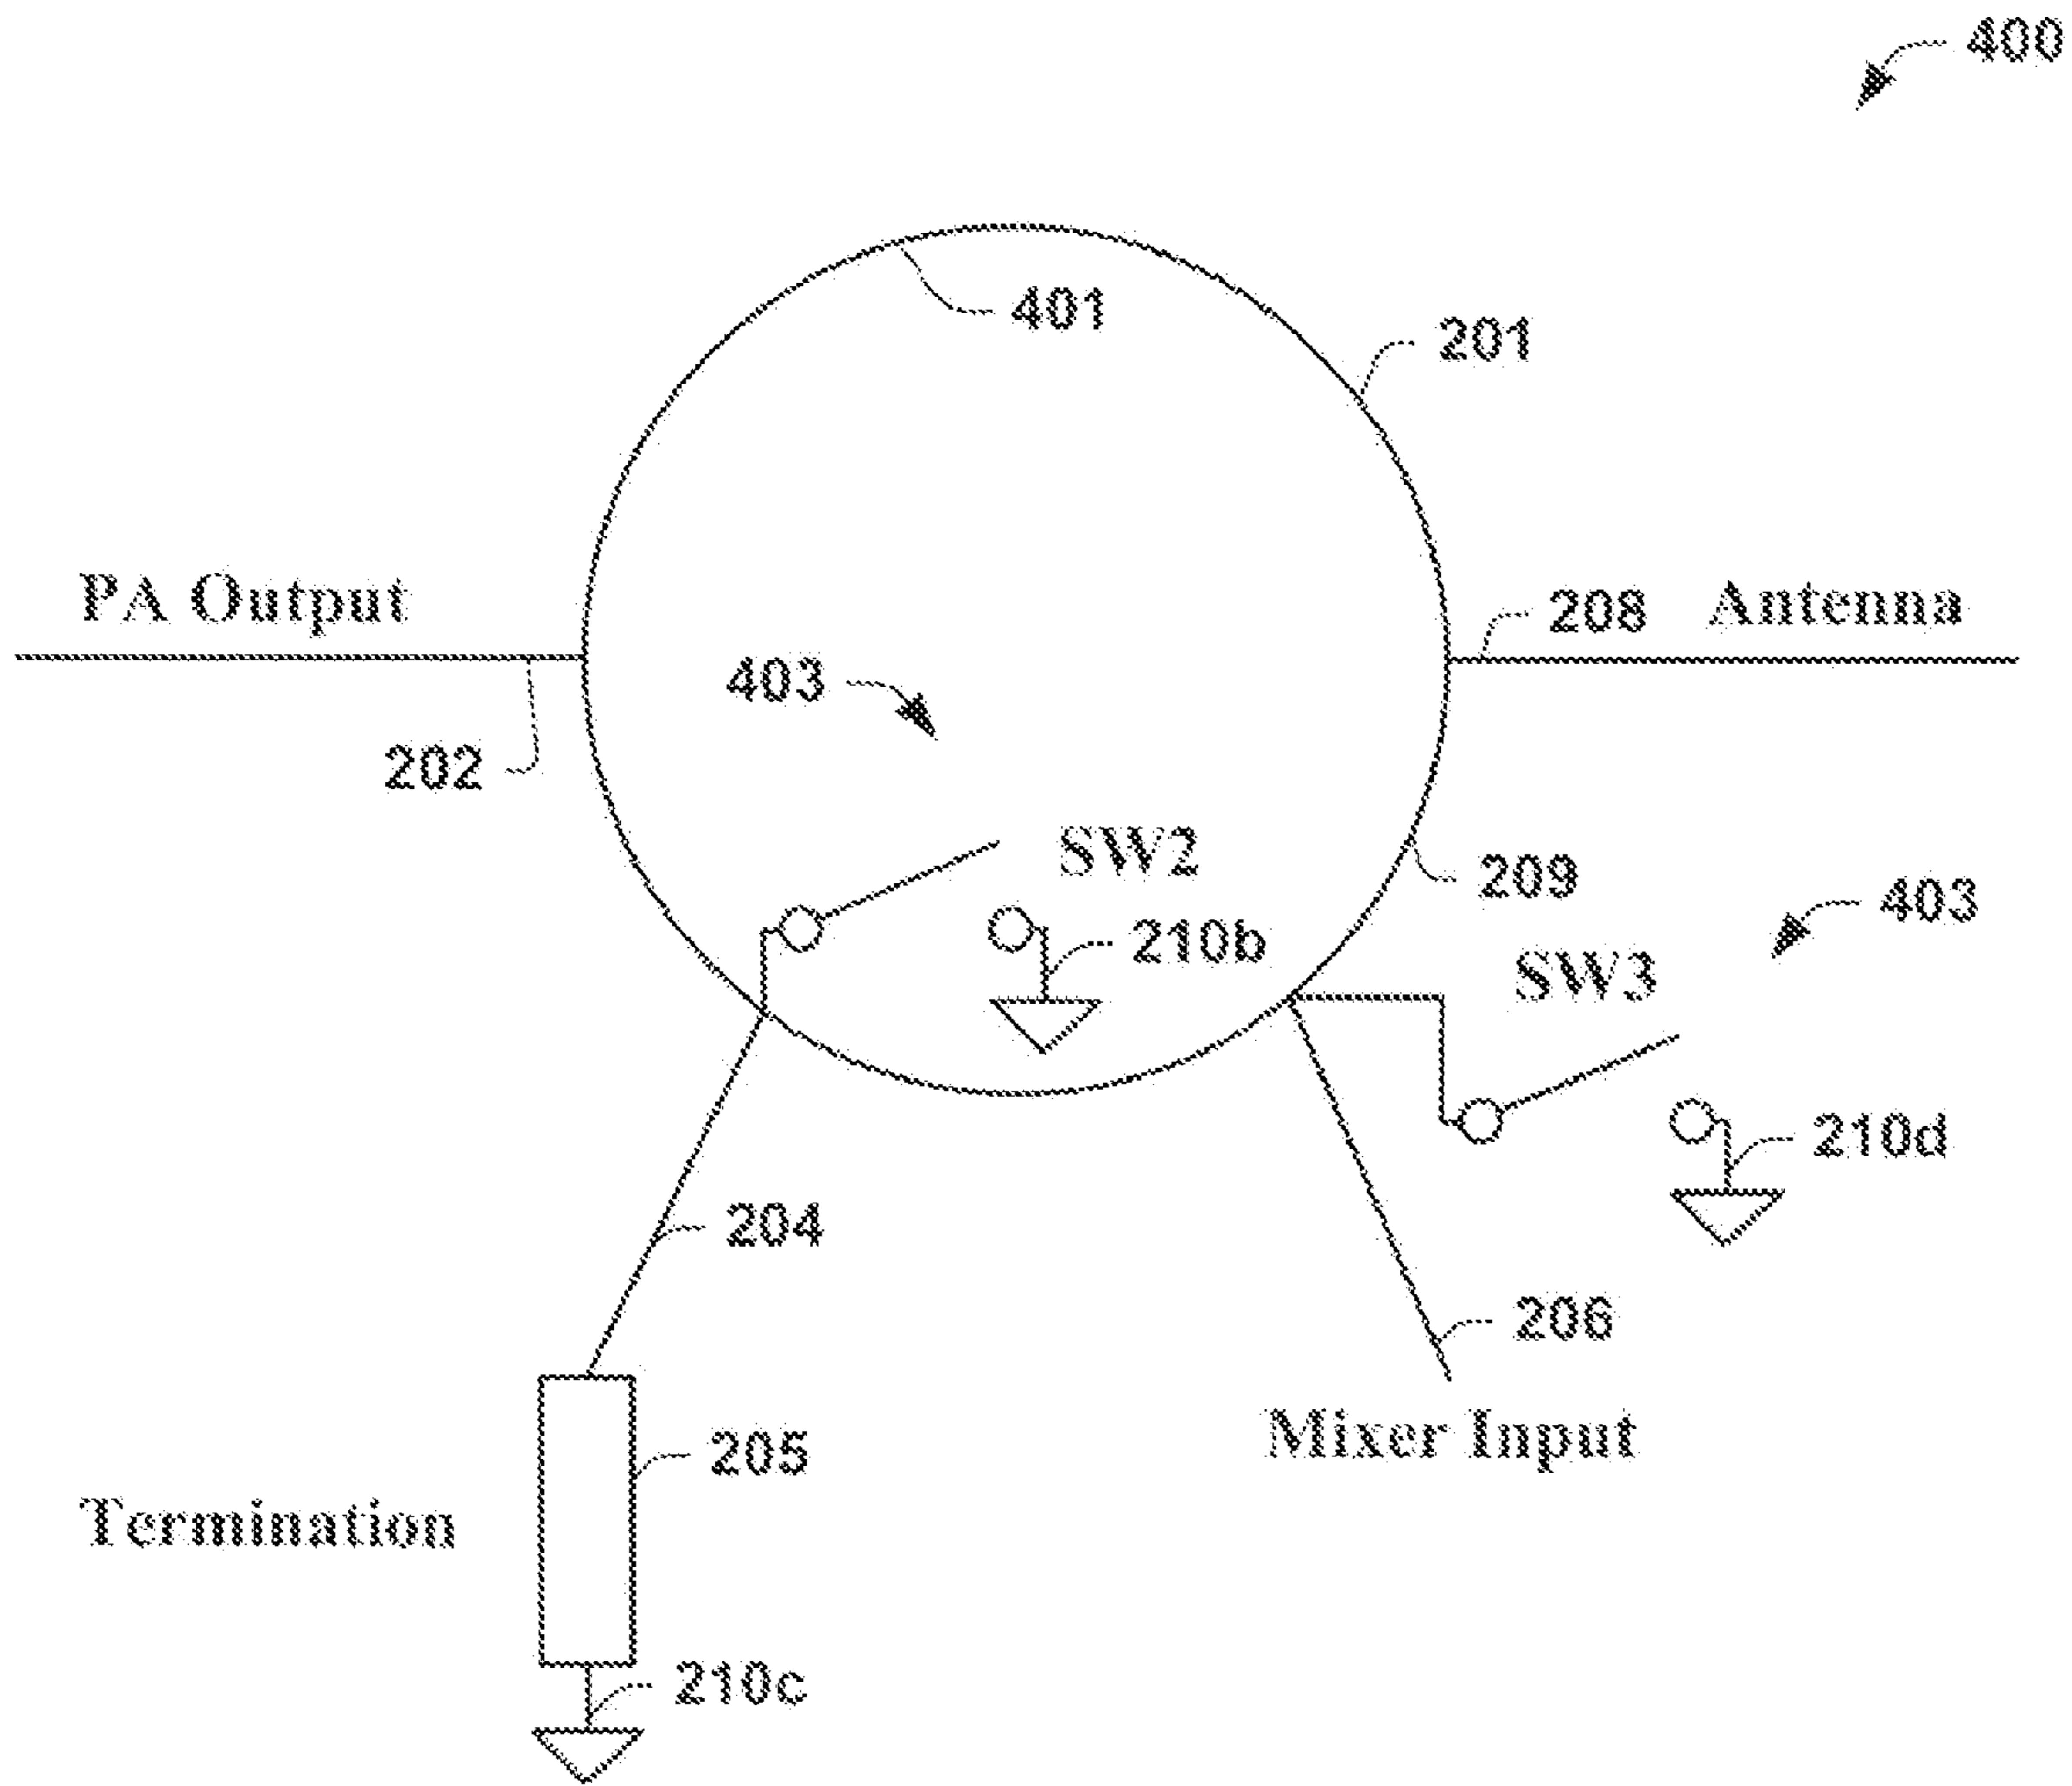 400
401
201
PA Output
208 Antenna
403
202
SW2
209
403
210b
SW3
210d
204
206
Mixer Input
205
Termination
210c